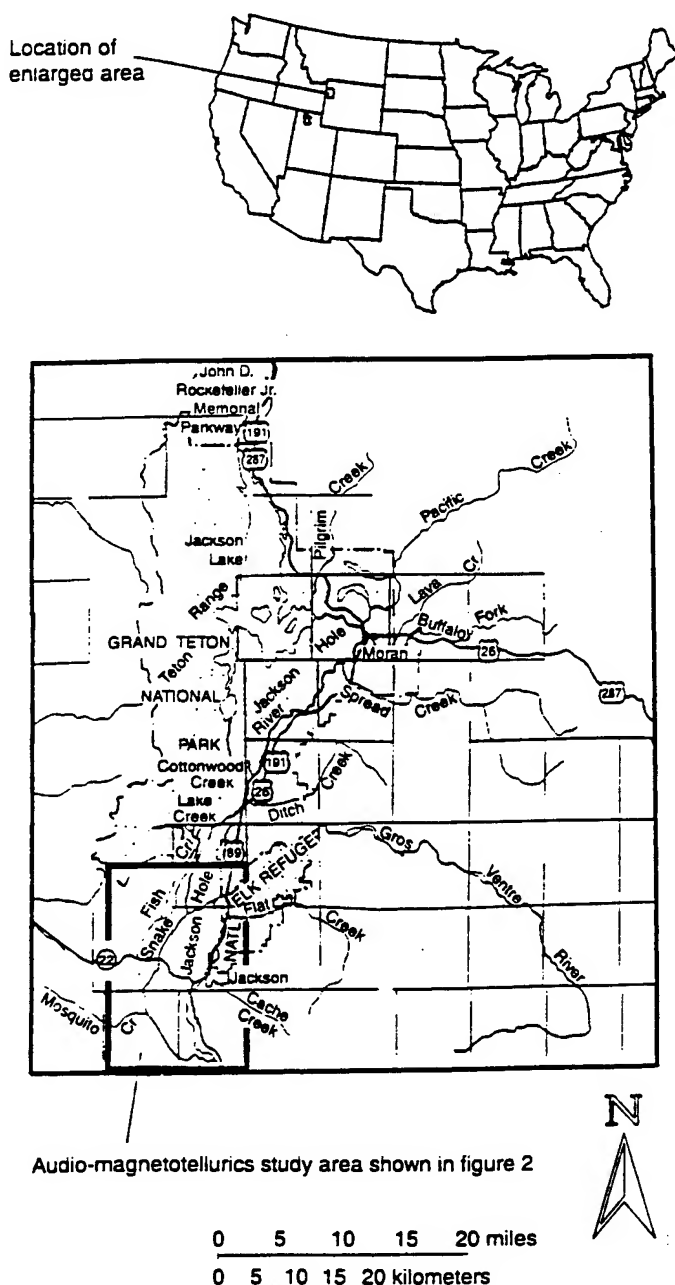 Location of
enlarged area
John D.
Rockefeller Jr.
Memorial
Parkway
191
287
Creek
Creek
Pacific
Pilgrim
Jackson
Lake
Lava Cr
Range
Buffalo Fork
Hole
GRAND TETON
Moran
26
Teton
287
NATIONAL
Jackson
River
Spread
Creek
PARK
Cottonwood
Creek
191
26
Creek
Lake
Creek
Ditch
Cr
89
Gros
Ventre
River
ELK REFUGE
Hole
Fish
Flat
Creek
Snake
Jackson
NATL
22
Jackson
Cache
Creek
Mosquito
Cr
Audio-magnetotellurics study area shown in figure 2
N
0 5 10 15 20 miles
0 5 10 15 20 kilometers